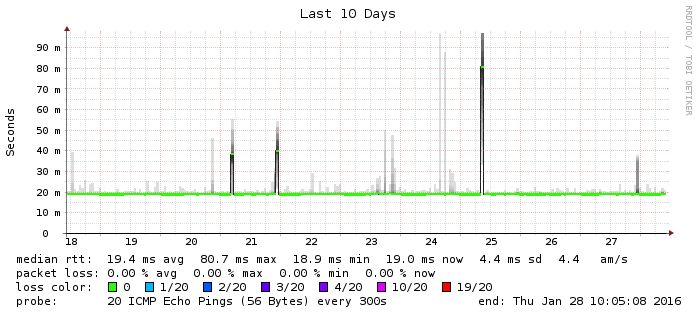 Last 10 Days
RRDTOOL / TOBI OETIKER
Seconds
90 m
80 m
70 m
60 m
50 m
40 m
30 m
20 m
10 m
0
18 19 20 21 22 23 24 25 26 27
median rtt: 19.4 ms avg 80.7 ms max 18.9 ms min 19.0 ms now 4.4 ms sd 4.4 am/s
packet loss: 0.00 % avg 0.00 % max 0.00 % min 0.00 % now
loss color: 0 1/20 2/20 3/20 4/20 10/20 19/20
probe: 20 ICMP Echo Pings (56 Bytes) every 300s end: Thu Jan 28 10:05:08 2016